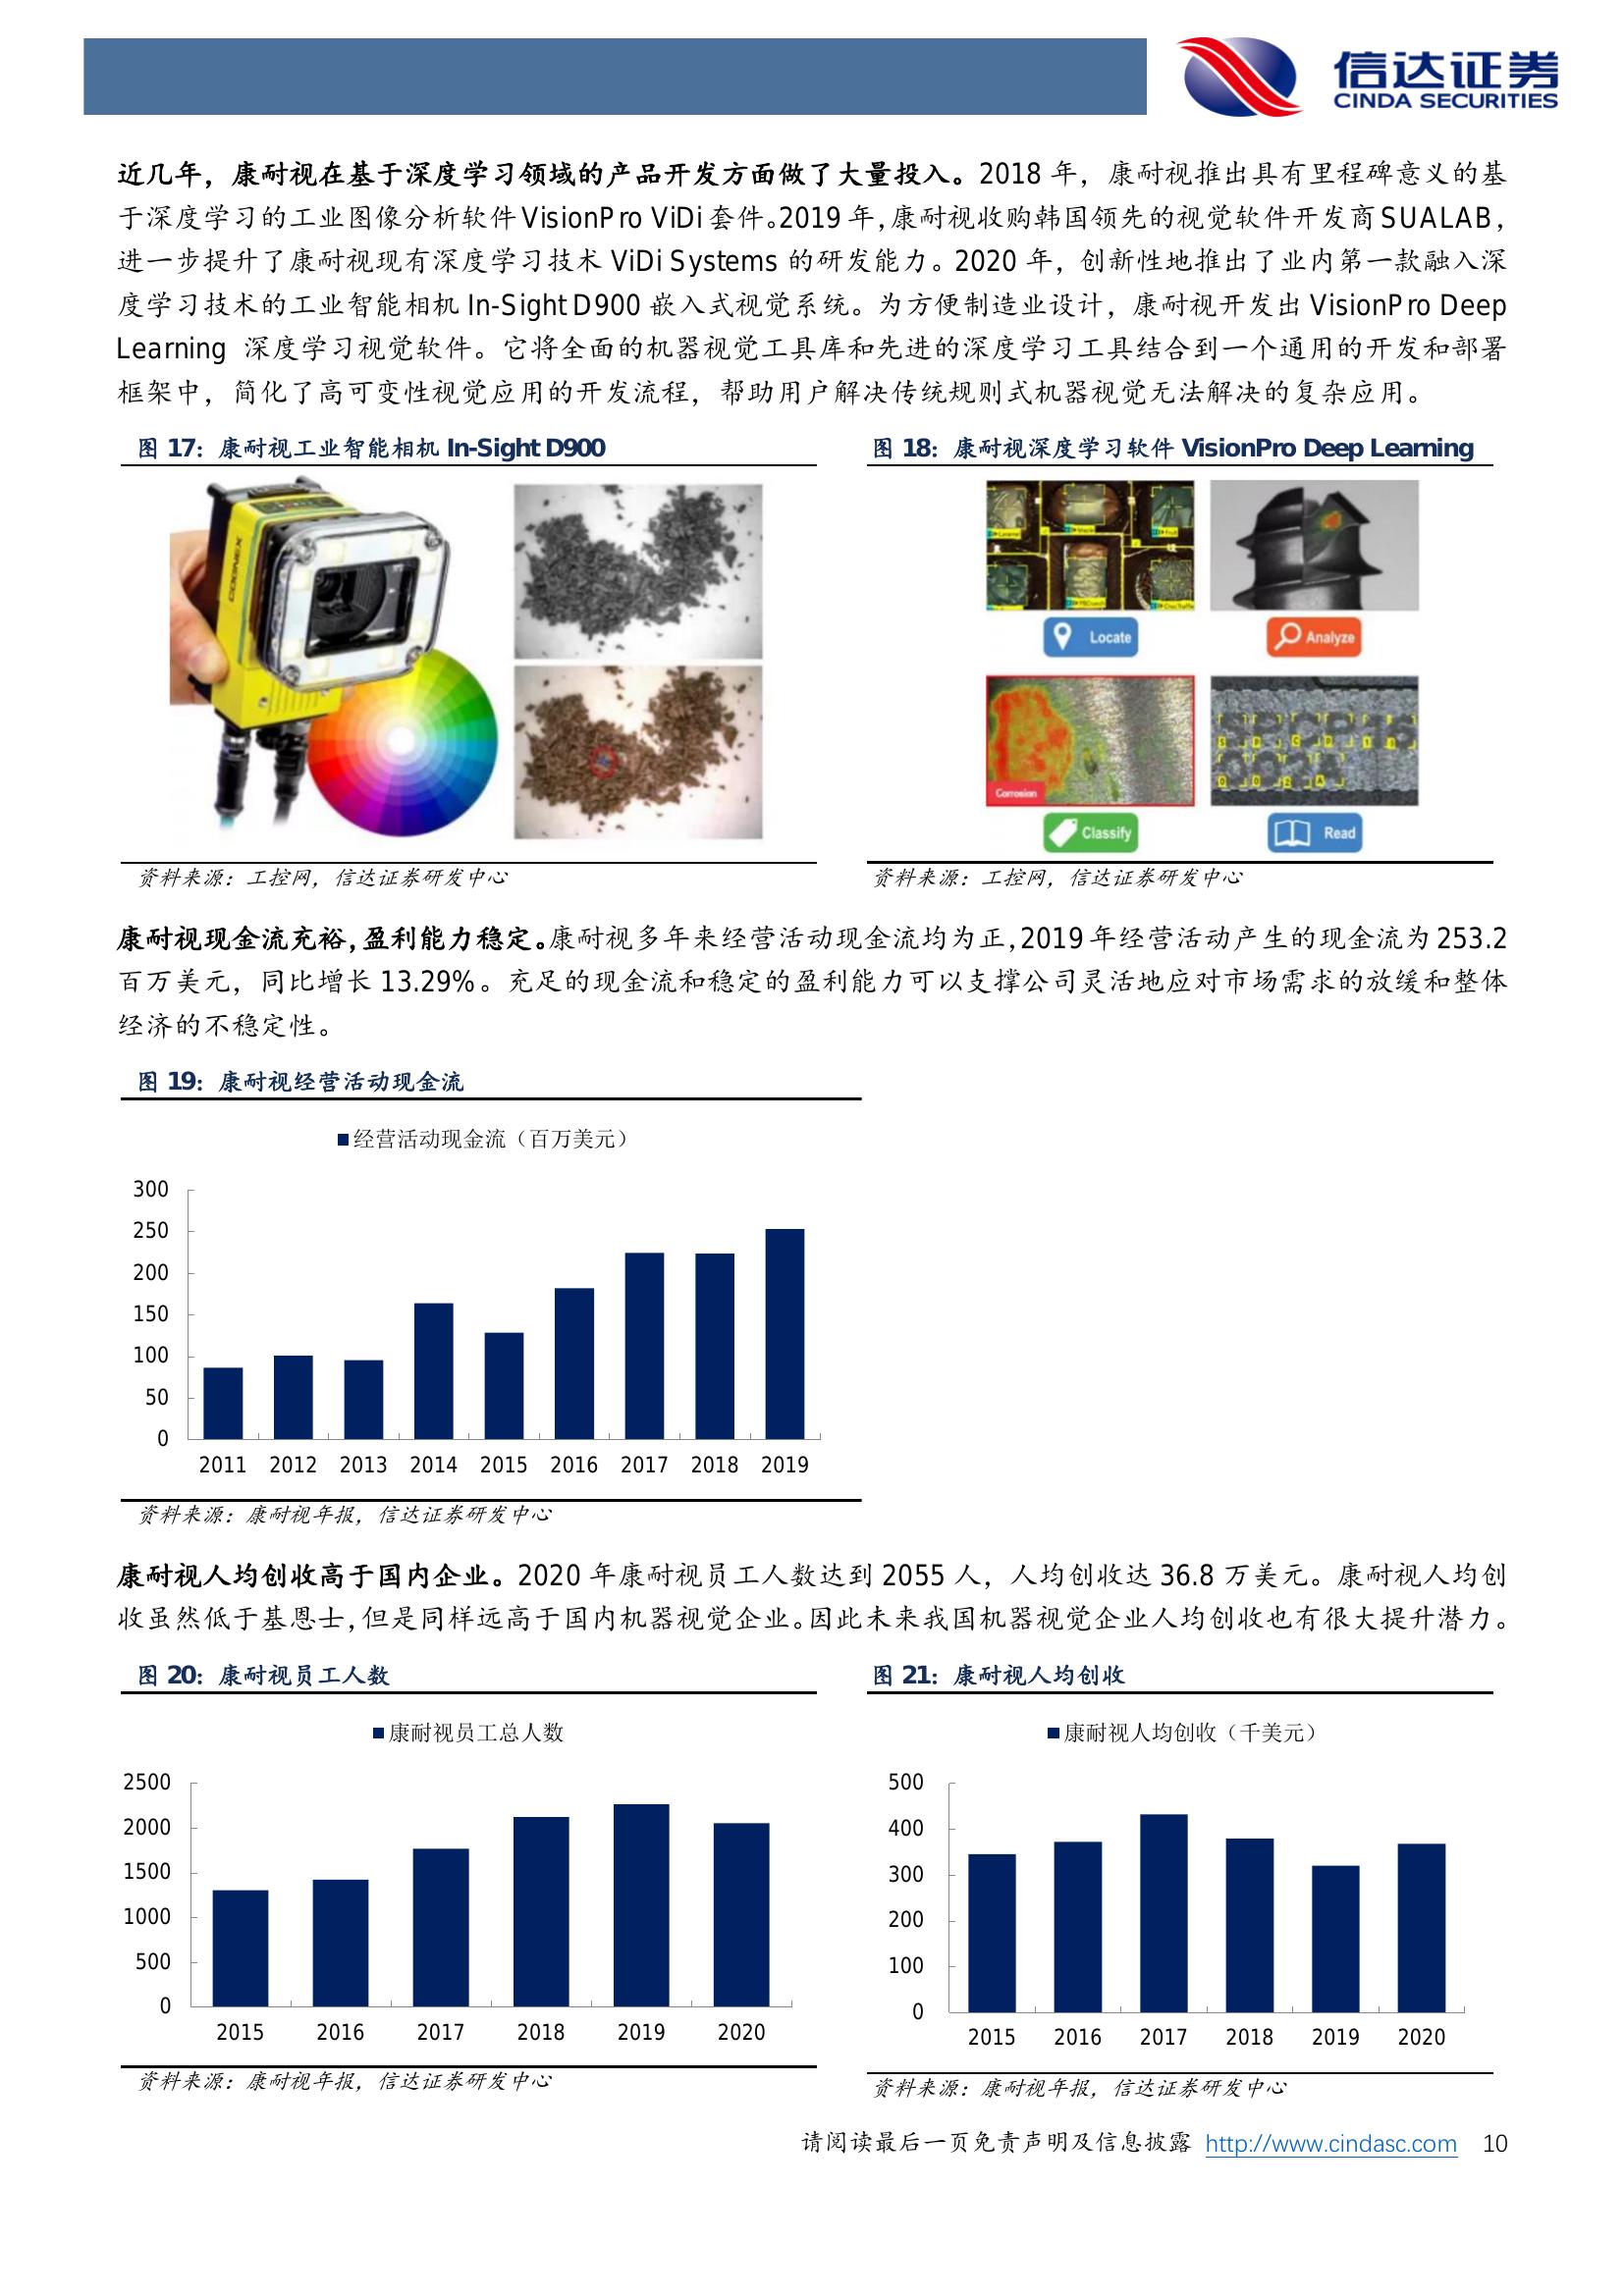 信达证券
CINDA SECURITIES
近几年，康耐视在基于深度学习领域的产品开发方面做了大量投入。2018 年，康耐视推出具有里程碑意义的基
于深度学习的工业图像分析软件 VisionPro ViDi 套件。2019 年，康耐视收购韩国领先的视觉软件开发商 SUALAB，
进一步提升了康耐视现有深度学习技术 ViDi Systems 的研发能力。2020 年，创新性地推出了业内第一款融入深
度学习技术的工业智能相机 In-Sight D900 嵌入式视觉系统。为方便制造业设计，康耐视开发出 VisionPro Deep
Learning 深度学习视觉软件。它将全面的机器视觉工具库和先进的深度学习工具结合到一个通用的开发和部署
框架中，简化了高可变性视觉应用的开发流程，帮助用户解决传统规则式机器视觉无法解决的复杂应用。
图 17：康耐视工业智能相机 In-Sight D900
COGNEX
资料来源：工控网，信达证券研发中心
图 18：康耐视深度学习软件 VisionPro Deep Learning
Locate
Analyze
Corrosion
Classify
Read
资料来源：工控网，信达证券研发中心
康耐视现金流充裕，盈利能力稳定。康耐视多年来经营活动现金流均为正，2019 年经营活动产生的现金流为 253.2
百万美元，同比增长 13.29%。充足的现金流和稳定的盈利能力可以支撑公司灵活地应对市场需求的放缓和整体
经济的不稳定性。
图 19：康耐视经营活动现金流
经营活动现金流（百万美元）
300
250
200
150
100
50
0
2011 2012 2013 2014 2015 2016 2017 2018 2019
资料来源：康耐视年报，信达证券研发中心
康耐视人均创收高于国内企业。2020 年康耐视员工人数达到 2055 人，人均创收达 36.8 万美元。康耐视人均创
收虽然低于基恩士，但是同样远高于国内机器视觉企业。因此未来我国机器视觉企业人均创收也有很大提升潜力。
图 20：康耐视员工人数
康耐视员工总人数
2500
2000
1500
1000
500
0
2015 2016 2017 2018 2019 2020
资料来源：康耐视年报，信达证券研发中心
图 21：康耐视人均创收
康耐视人均创收（千美元）
500
400
300
200
100
0
2015 2016 2017 2018 2019 2020
资料来源：康耐视年报，信达证券研发中心
请阅读最后一页免责声明及信息披露 http://www.cindasc.com 10